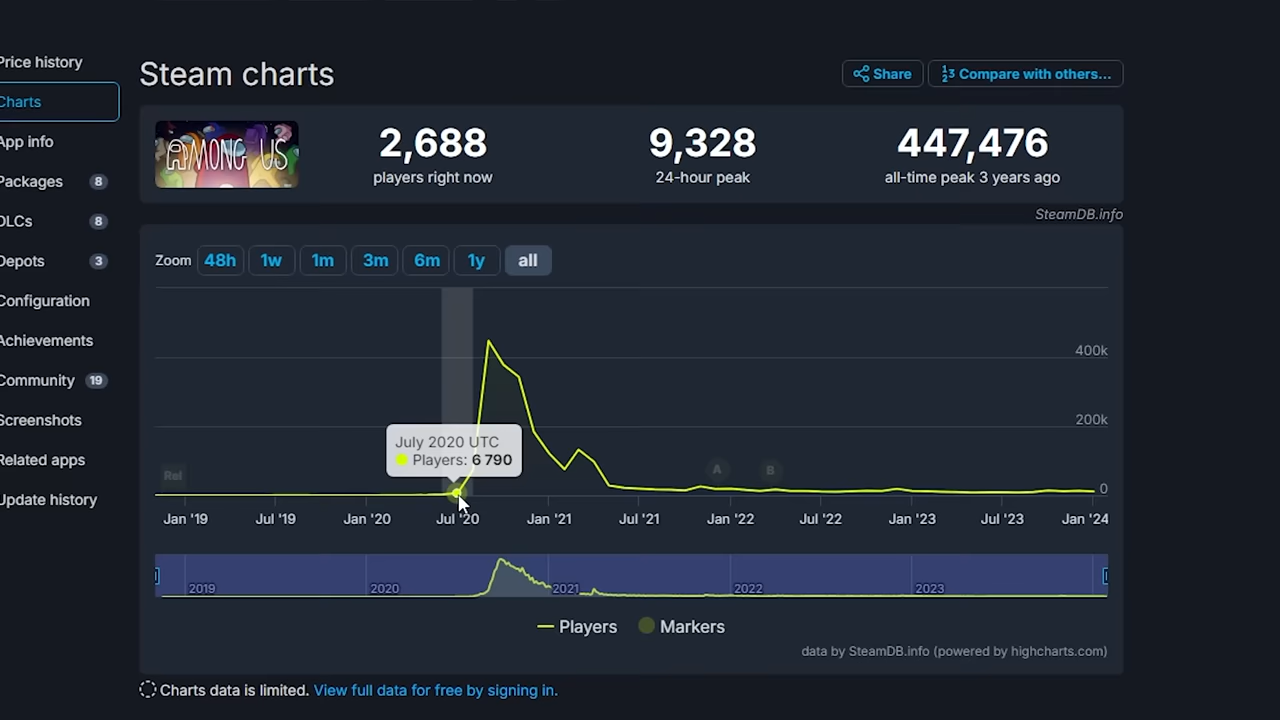 Price history
Charts
App info
Packages 8
DLCs 8
Depots 3
Configuration
Achievements
Community 19
Screenshots
Related apps
Update history
Steam charts
Share
Compare with others...
AMONG US
2,688
players right now
9,328
24-hour peak
447,476
all-time peak 3 years ago
SteamDB.info
Zoom 48h 1w 1m 3m 6m 1y all
400k
200k
0
July 2020 UTC
Players: 6 790
Rel
A
B
Jan '19 Jul '19 Jan '20 Jul '20 Jan '21 Jul '21 Jan '22 Jul '22 Jan '23 Jul '23 Jan '24
2019 2020 2021 2022 2023
Players Markers
data by SteamDB.info (powered by highcharts.com)
Charts data is limited. View full data for free by signing in.